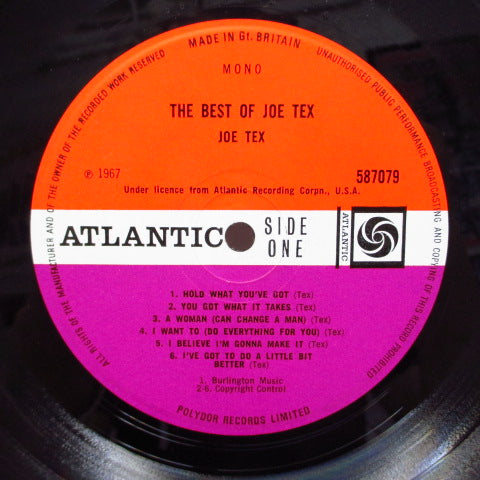 MADE IN Gt. BRITAIN
MONO
THE BEST OF JOE TEX
JOE TEX
℗ 1967
587079
Under licence from Atlantic Recording Corpn., U.S.A.
ATLANTIC
SIDE
ONE
ATLANTIC
1. HOLD WHAT YOU'VE GOT (Tex)
2. YOU GOT WHAT IT TAKES (Tex)
3. A WOMAN (CAN CHANGE A MAN) (Tex)
4. I WANT TO (DO EVERYTHING FOR YOU) (Tex)
5. I BELIEVE I'M GONNA MAKE IT (Tex)
6. I'VE GOT TO DO A LITTLE BIT
BETTER (Tex)
1. Burlington Music
2-6. Copyright Control
POLYDOR RECORDS LIMITED
ALL RIGHTS OF THE MANUFACTURER AND OF THE OWNER OF THE RECORDED WORK RESERVED
UNAUTHORISED PUBLIC PERFORMANCE BROADCASTING AND COPYING OF THIS RECORD PROHIBITED